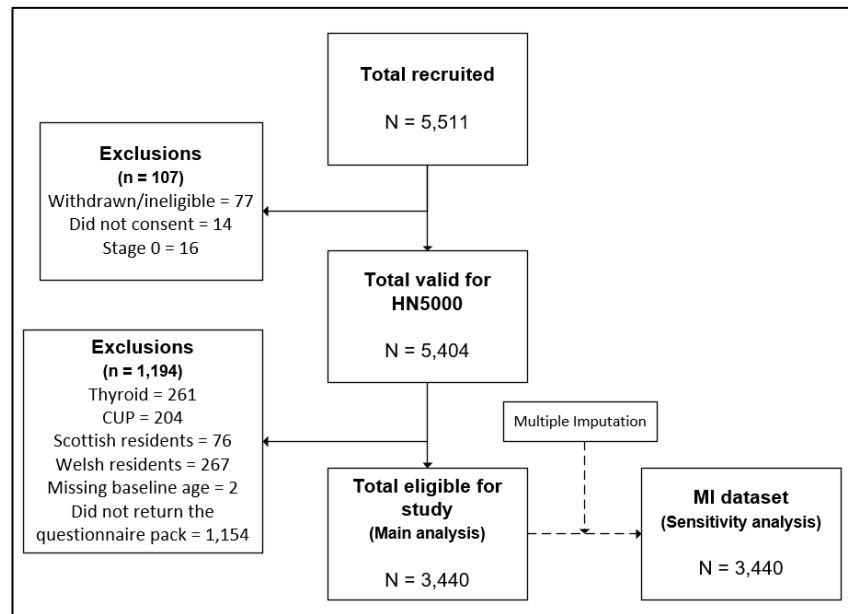 Total recruited
N = 5,511
Exclusions
(n = 107)
Withdrawn/ineligible = 77
Did not consent = 14
Stage 0 = 16
Total valid for
HN5000
N = 5,404
Exclusions
(n = 1,194)
Thyroid = 261
CUP = 204
Scottish residents = 76
Welsh residents = 267
Missing baseline age = 2
Did not return the
questionnaire pack = 1,154
Multiple Imputation
Total eligible for
study
(Main analysis)
N = 3,440
MI dataset
(Sensitivity analysis)
N = 3,440